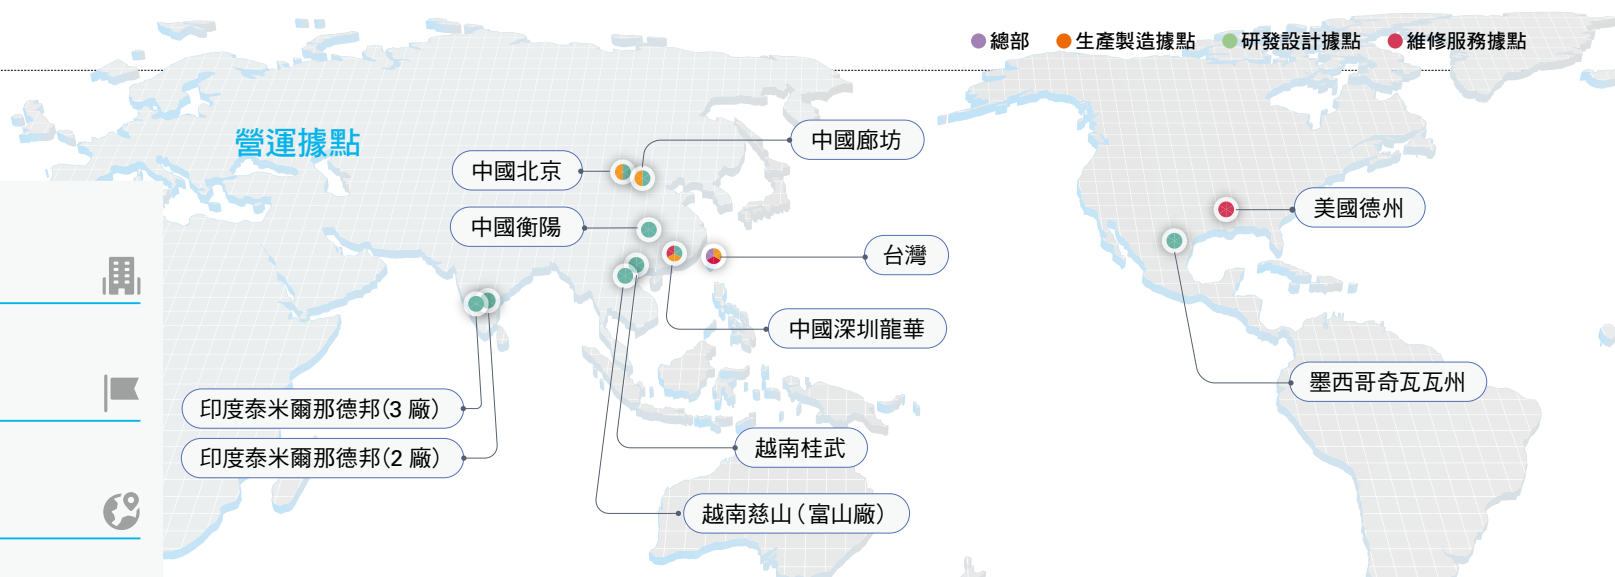 總部 生產製造據點 研發設計據點 維修服務據點
營運據點
中國廊坊
中國北京
美國德州
中國衡陽
台灣
中國深圳龍華
墨西哥奇瓦瓦州
印度泰米爾那德邦(3 廠)
越南桂武
印度泰米爾那德邦(2 廠)
越南慈山(富山廠)